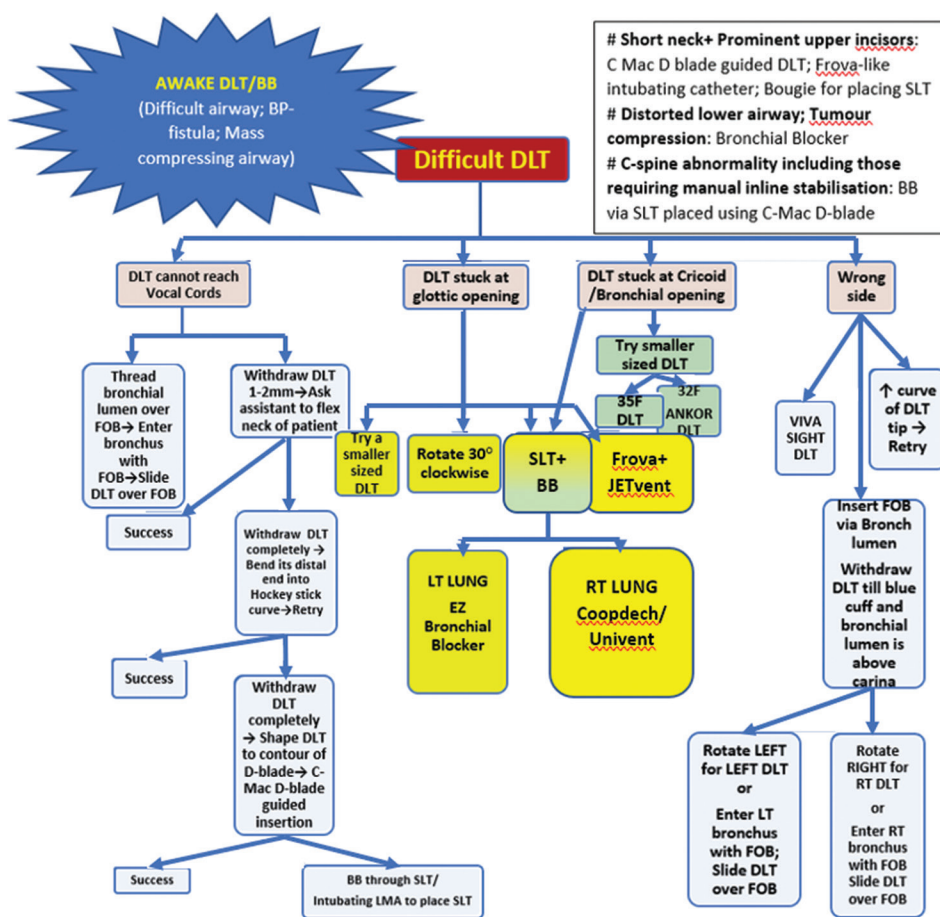 AWAKE DLT/BB
(Difficult airway; BP-
fistula; Mass
compressing airway)
# Short neck+ Prominent upper incisors:
C Mac D blade guided DLT; Frova-like
intubating catheter; Bougie for placing SLT
# Distorted lower airway; Tumour
compression: Bronchial Blocker
# C-spine abnormality including those
requiring manual inline stabilisation: BB
via SLT placed using C-Mac D-blade
Difficult DLT
DLT cannot reach
Vocal Cords
DLT stuck at
glottic opening
DLT stuck at Cricoid
/Bronchial opening
Wrong
side
Thread
bronchial
lumen over
FOB→ Enter
bronchus
with
FOB→Slide
DLT over FOB
Withdraw DLT
1-2mm→Ask
assistant to flex
neck of patient
Success
Withdraw DLT
completely →
Bend its distal
end into
Hockey stick
curve→Retry
Success
Withdraw
DLT
completely
→ Shape DLT
to contour of
D-blade→ C-
Mac D-blade
guided
insertion
Success
BB through SLT/
Intubating LMA to place SLT
Try a
smaller
sized
DLT
Rotate 30°
clockwise
SLT+
BB
Frova+
JETvent
Try smaller
sized DLT
35F
DLT
32F
ANKOR
DLT
LT LUNG
EZ
Bronchial
Blocker
RT LUNG
Coopdech/
Univent
VIVA
SIGHT
DLT
↑ curve
of DLT
tip →
Retry
Insert FOB
via Bronch
lumen
Withdraw
DLT till blue
cuff and
bronchial
lumen is
above
carina
Rotate LEFT
for LEFT DLT
or
Enter LT
bronchus
with FOB;
Slide DLT
over FOB
Rotate
RIGHT for
RT DLT
or
Enter RT
bronchus
with FOB
Slide DLT
over FOB